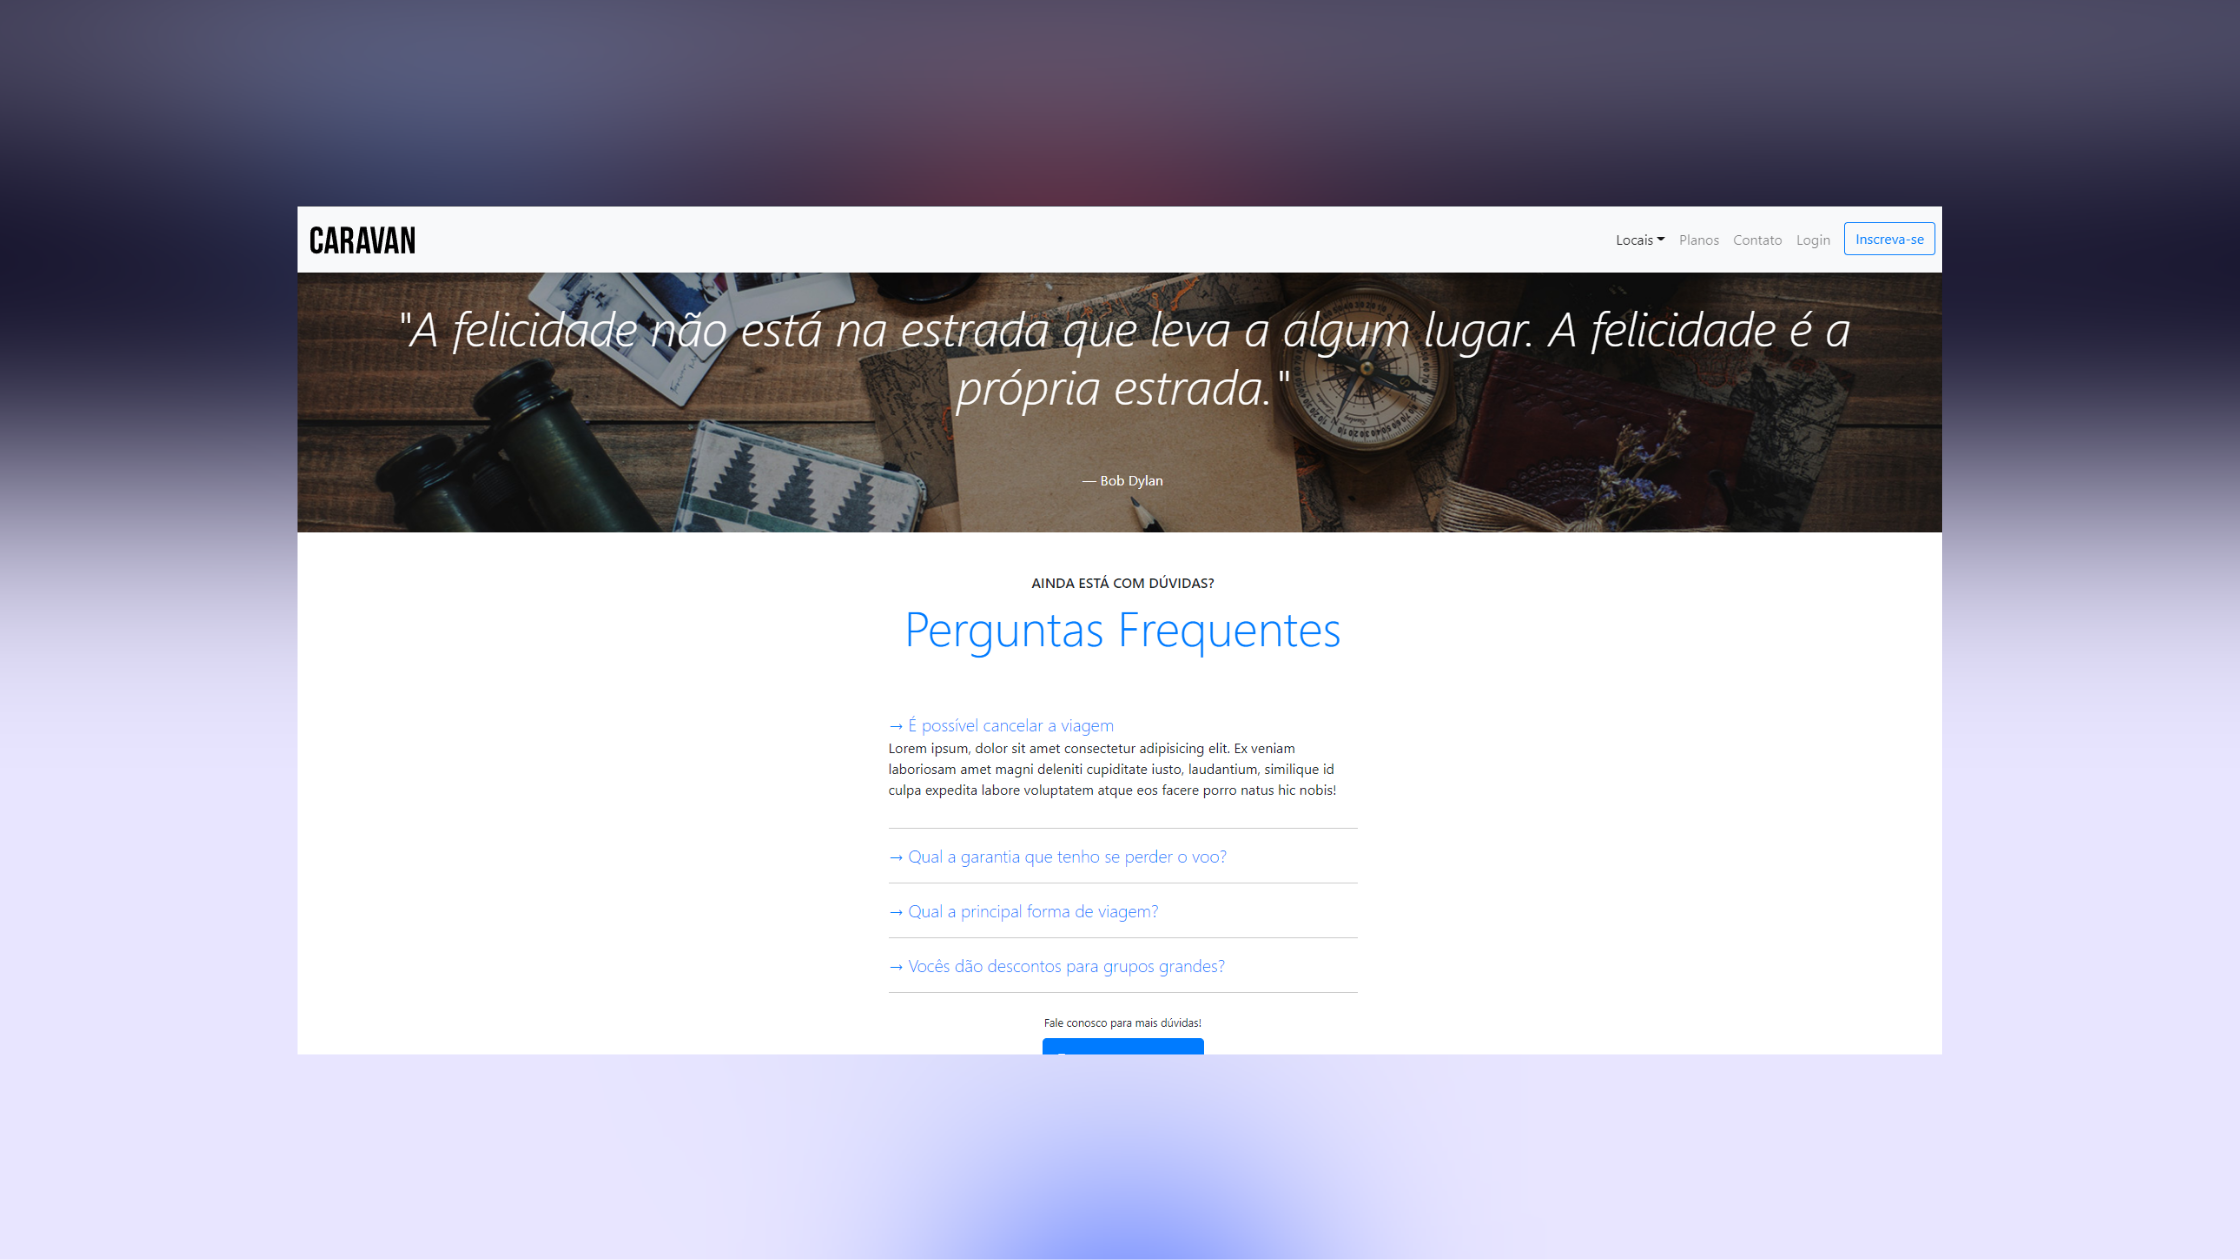 CARAVAN
Locais Planos Contato Login Inscreva-se
"A felicidade não está na estrada que leva a algum lugar. A felicidade é a
própria estrada."
— Bob Dylan
AINDA ESTÁ COM DÚVIDAS?
Perguntas Frequentes
→ É possível cancelar a viagem
Lorem ipsum, dolor sit amet consectetur adipisicing elit. Ex veniam
laboriosam amet magni deleniti cupiditate iusto, laudantium, similique id
culpa expedita labore voluptatem atque eos facere porro natus hic nobis!
→ Qual a garantia que tenho se perder o voo?
→ Qual a principal forma de viagem?
→ Vocês dão descontos para grupos grandes?
Fale conosco para mais dúvidas!